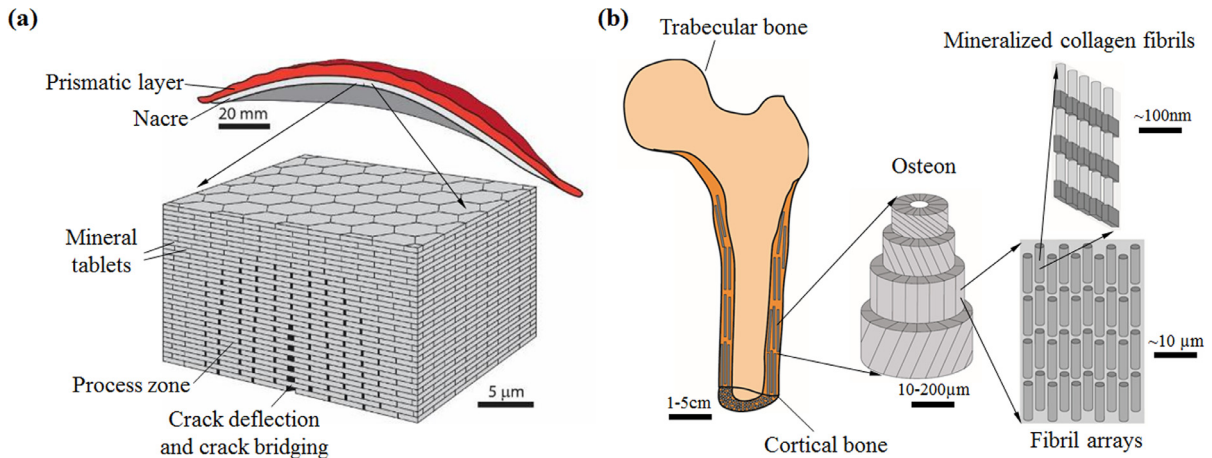 (a)
Prismatic layer
Nacre
20 mm
Mineral
tablets
Process zone
Crack deflection
and crack bridging
5 µm
(b)
Trabecular bone
Mineralized collagen fibrils
~100nm
Osteon
~10 µm
10-200µm
1-5cm
Cortical bone
Fibril arrays